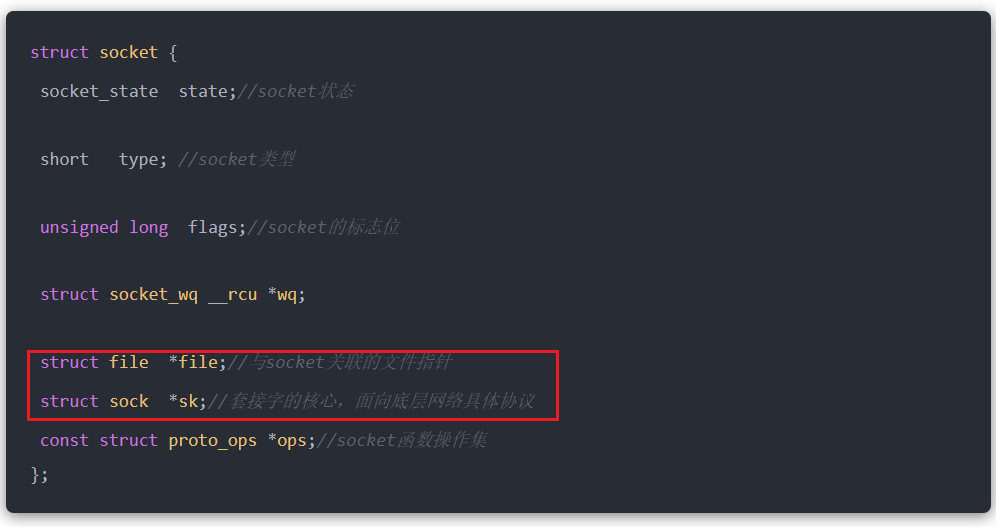 struct socket {
socket_state  state;//socket状态
short   type; //socket类型
unsigned long  flags;//socket的标志位
struct socket_wq __rcu *wq;
struct file  *file;//与socket关联的文件指针
struct sock  *sk;//套接字的核心，面向底层网络具体协议
const struct proto_ops *ops;//socket函数操作集
};